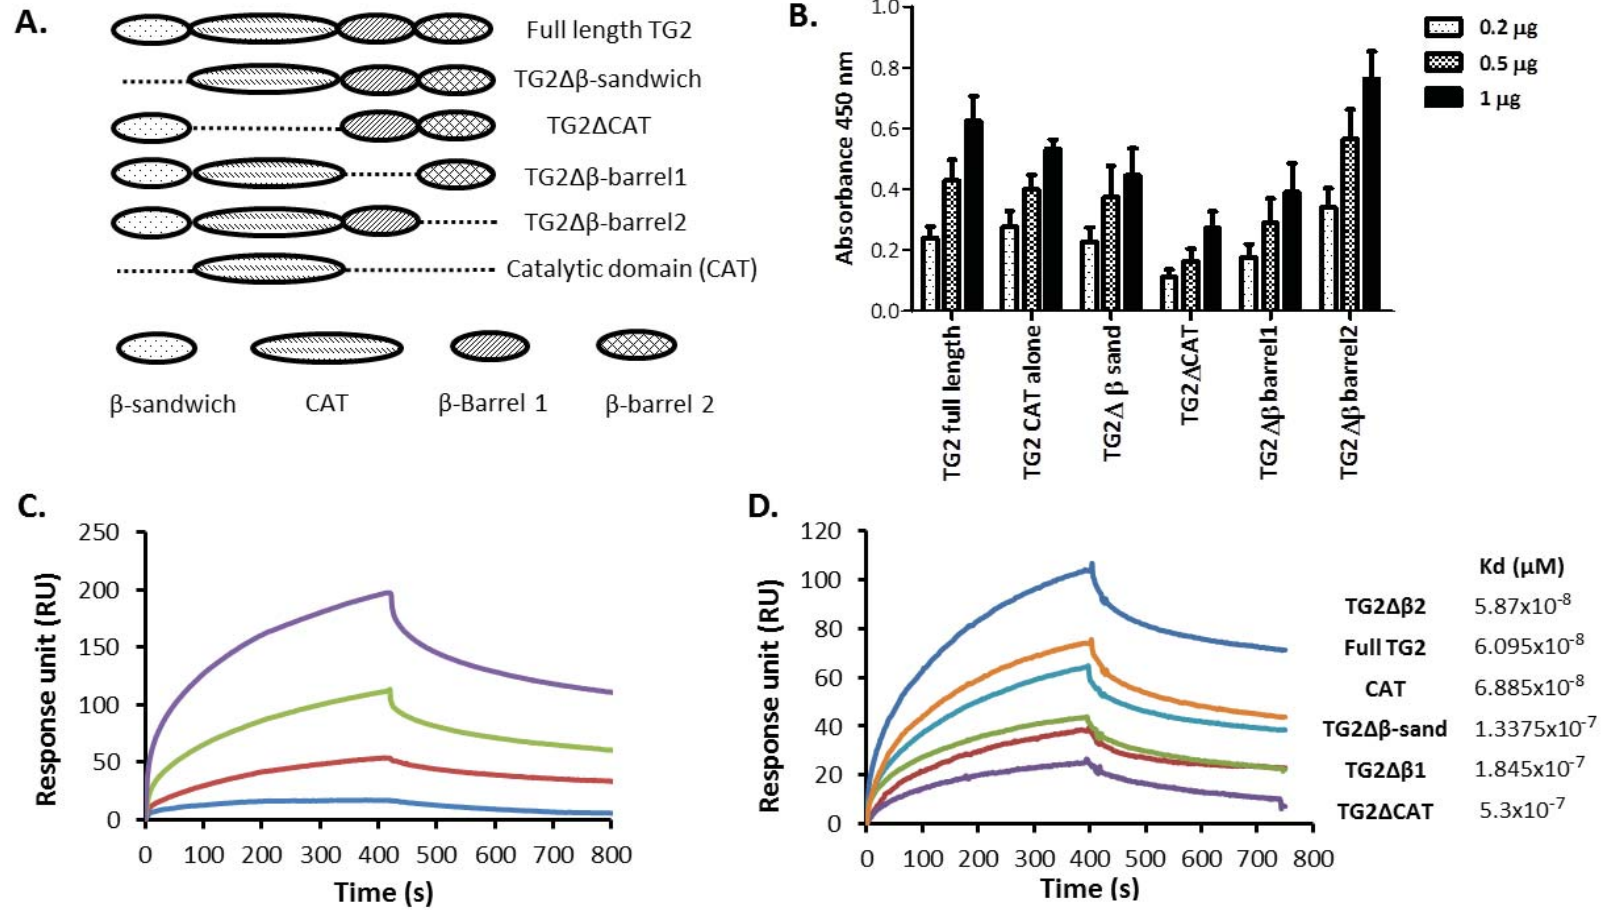 A.
Full length TG2
TG2Δβ-sandwich
TG2ΔCAT
TG2Δβ-barrel1
TG2Δβ-barrel2
Catalytic domain (CAT)
β-sandwich CAT β-Barrel 1 β-barrel 2
B.
Absorbance 450 nm
1.0
0.8
0.6
0.4
0.2
0.0
0.2 µg
0.5 µg
1 µg
TG2 full length
TG2 CAT alone
TG2Δ β sand
TG2ΔCAT
TG2Δβbarrel1
TG2Δβbarrel2
C.
Response unit (RU)
250
200
150
100
50
0
0 100 200 300 400 500 600 700 800
Time (s)
D.
Response unit (RU)
120
100
80
60
40
20
0
0 100 200 300 400 500 600 700 800
Time (s)
Kd (µM)
TG2Δβ2 5.87x10⁻⁸
Full TG2 6.095x10⁻⁸
CAT 6.885x10⁻⁸
TG2Δβ-sand 1.3375x10⁻⁷
TG2Δβ1 1.845x10⁻⁷
TG2ΔCAT 5.3x10⁻⁷